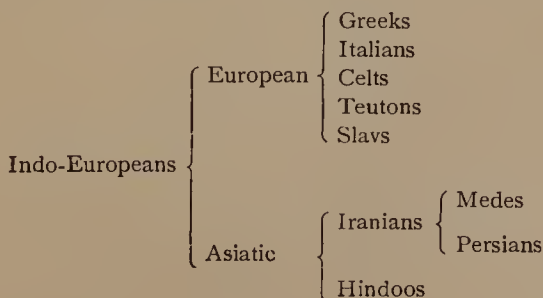 Greeks
Italians
European Celts
Teutons
Slavs
Indo-Europeans
Medes
Iranians
Persians
Asiatic
Hindoos